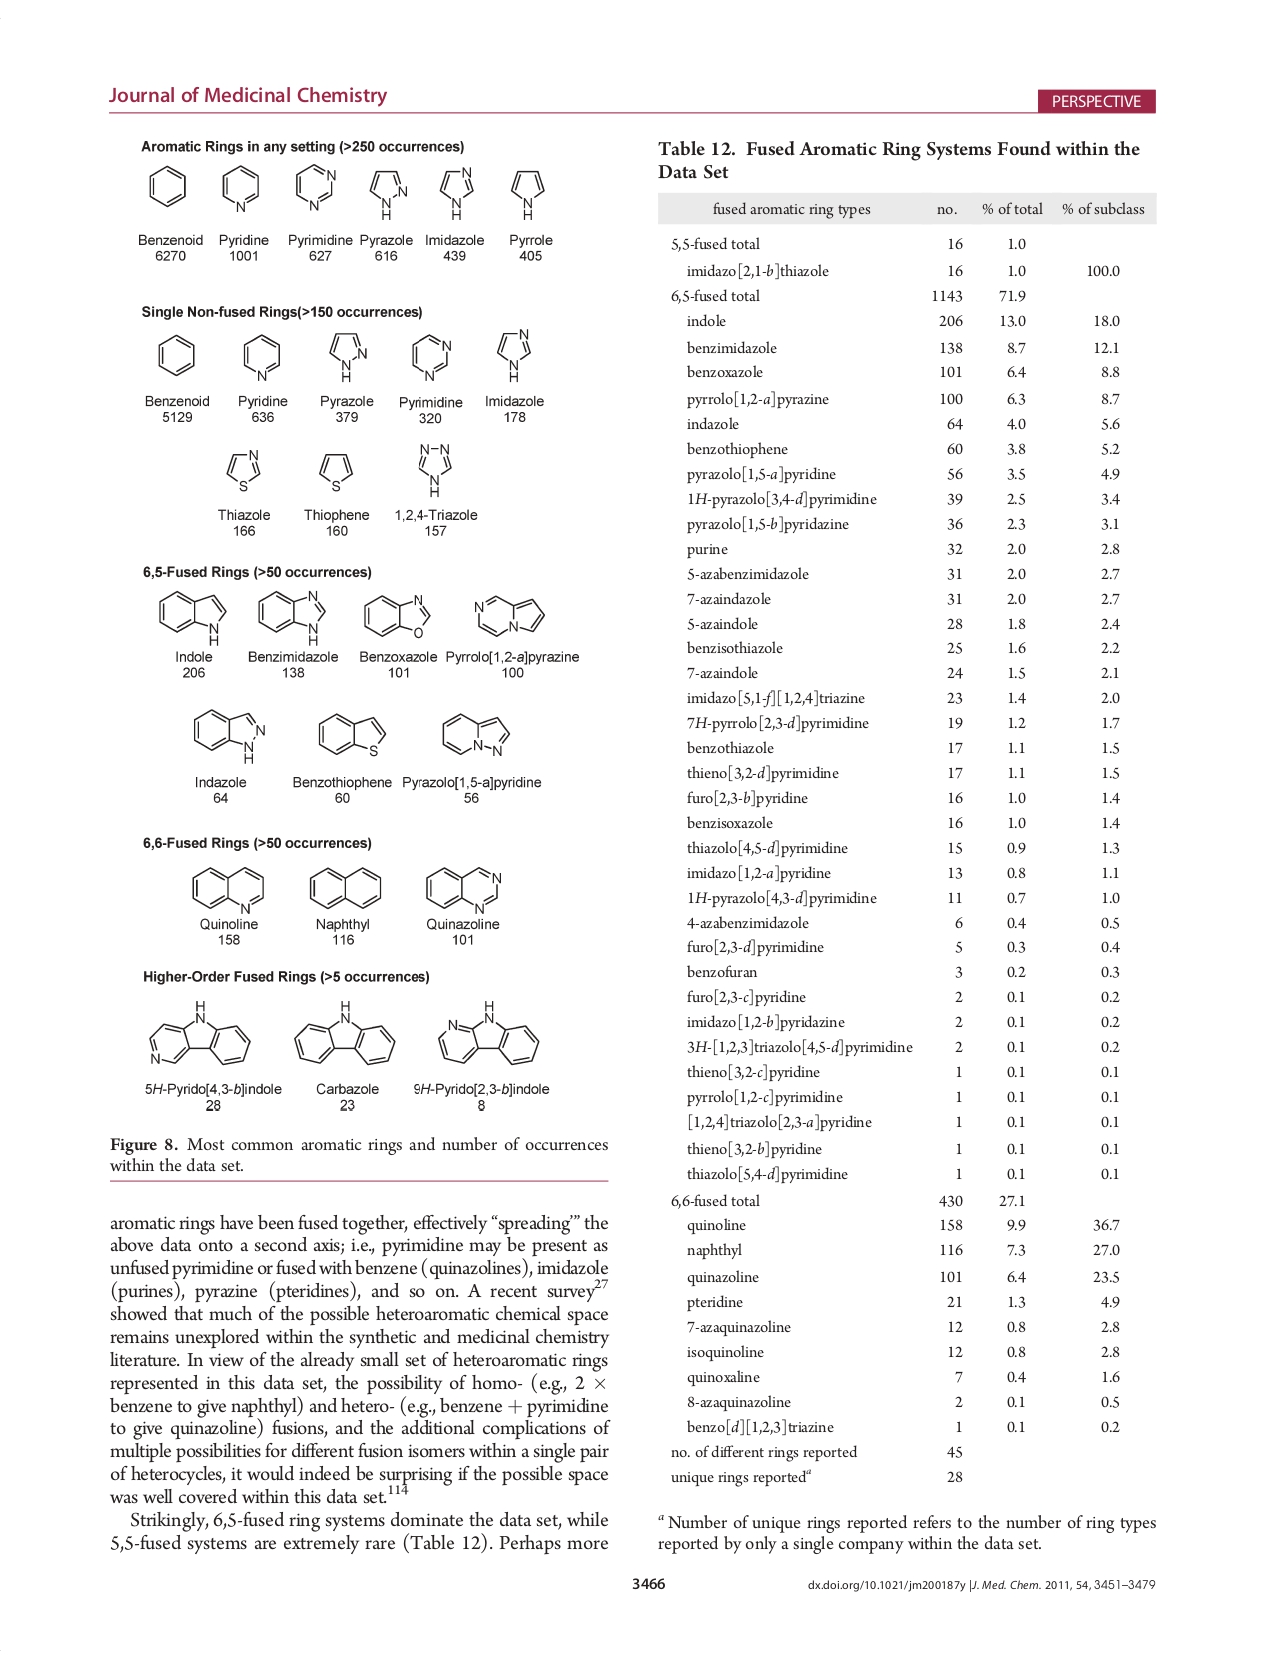 Journal of Medicinal Chemistry
PERSPECTIVE
Aromatic Rings in any setting (>250 occurrences)
N
N
N
N
N
H
N
N
H
N
H
Benzenoid Pyridine Pyrimidine Pyrazole Imidazole Pyrrole
6270 1001 627 616 439 405
Single Non-fused Rings(>150 occurrences)
N
N
N
H
N
N
N
N
H
Benzenoid Pyridine Pyrazole Pyrimidine Imidazole
5129 636 379 320 178
N
S
S
N-N
N
H
Thiazole Thiophene 1,2,4-Triazole
166 160 157
6,5-Fused Rings (>50 occurrences)
N
H
N
N
H
N
O
N
N
Indole Benzimidazole Benzoxazole Pyrrolo[1,2-a]pyrazine
206 138 101 100
N
N
H
S
N-N
Indazole Benzothiophene Pyrazolo[1,5-a]pyridine
64 60 56
6,6-Fused Rings (>50 occurrences)
N
N
N
Quinoline Naphthyl Quinazoline
158 116 101
Higher-Order Fused Rings (>5 occurrences)
H
N
N
H
N
H
N
N
5H-Pyrido[4,3-b]indole Carbazole 9H-Pyrido[2,3-b]indole
28 23 8
Figure 8. Most common aromatic rings and number of occurrences
within the data set.
aromatic rings have been fused together, effectively “spreading’” the
above data onto a second axis; i.e., pyrimidine may be present as
unfused pyrimidine or fused with benzene (quinazolines), imidazole
(purines), pyrazine (pteridines), and so on. A recent survey27
showed that much of the possible heteroaromatic chemical space
remains unexplored within the synthetic and medicinal chemistry
literature. In view of the already small set of heteroaromatic rings
represented in this data set, the possibility of homo- (e.g., 2 ×
benzene to give naphthyl) and hetero- (e.g., benzene + pyrimidine
to give quinazoline) fusions, and the additional complications of
multiple possibilities for different fusion isomers within a single pair
of heterocycles, it would indeed be surprising if the possible space
was well covered within this data set.114
Strikingly, 6,5-fused ring systems dominate the data set, while
5,5-fused systems are extremely rare (Table 12). Perhaps more
Table 12. Fused Aromatic Ring Systems Found within the
Data Set
fused aromatic ring types no. % of total % of subclass
5,5-fused total 16 1.0
imidazo[2,1-b]thiazole 16 1.0 100.0
6,5-fused total 1143 71.9
indole 206 13.0 18.0
benzimidazole 138 8.7 12.1
benzoxazole 101 6.4 8.8
pyrrolo[1,2-a]pyrazine 100 6.3 8.7
indazole 64 4.0 5.6
benzothiophene 60 3.8 5.2
pyrazolo[1,5-a]pyridine 56 3.5 4.9
1H-pyrazolo[3,4-d]pyrimidine 39 2.5 3.4
pyrazolo[1,5-b]pyridazine 36 2.3 3.1
purine 32 2.0 2.8
5-azabenzimidazole 31 2.0 2.7
7-azaindazole 31 2.0 2.7
5-azaindole 28 1.8 2.4
benzisothiazole 25 1.6 2.2
7-azaindole 24 1.5 2.1
imidazo[5,1-f][1,2,4]triazine 23 1.4 2.0
7H-pyrrolo[2,3-d]pyrimidine 19 1.2 1.7
benzothiazole 17 1.1 1.5
thieno[3,2-d]pyrimidine 17 1.1 1.5
furo[2,3-b]pyridine 16 1.0 1.4
benzisoxazole 16 1.0 1.4
thiazolo[4,5-d]pyrimidine 15 0.9 1.3
imidazo[1,2-a]pyridine 13 0.8 1.1
1H-pyrazolo[4,3-d]pyrimidine 11 0.7 1.0
4-azabenzimidazole 6 0.4 0.5
furo[2,3-d]pyrimidine 5 0.3 0.4
benzofuran 3 0.2 0.3
furo[2,3-c]pyridine 2 0.1 0.2
imidazo[1,2-b]pyridazine 2 0.1 0.2
3H-[1,2,3]triazolo[4,5-d]pyrimidine 2 0.1 0.2
thieno[3,2-c]pyridine 1 0.1 0.1
pyrrolo[1,2-c]pyrimidine 1 0.1 0.1
[1,2,4]triazolo[2,3-a]pyridine 1 0.1 0.1
thieno[3,2-b]pyridine 1 0.1 0.1
thiazolo[5,4-d]pyrimidine 1 0.1 0.1
6,6-fused total 430 27.1
quinoline 158 9.9 36.7
naphthyl 116 7.3 27.0
quinazoline 101 6.4 23.5
pteridine 21 1.3 4.9
7-azaquinazoline 12 0.8 2.8
isoquinoline 12 0.8 2.8
quinoxaline 7 0.4 1.6
8-azaquinazoline 2 0.1 0.5
benzo[d][1,2,3]triazine 1 0.1 0.2
no. of different rings reported 45
unique rings reporteda 28
a Number of unique rings reported refers to the number of ring types
reported by only a single company within the data set.
3466
dx.doi.org/10.1021/jm200187y |J. Med. Chem. 2011, 54, 3451–3479